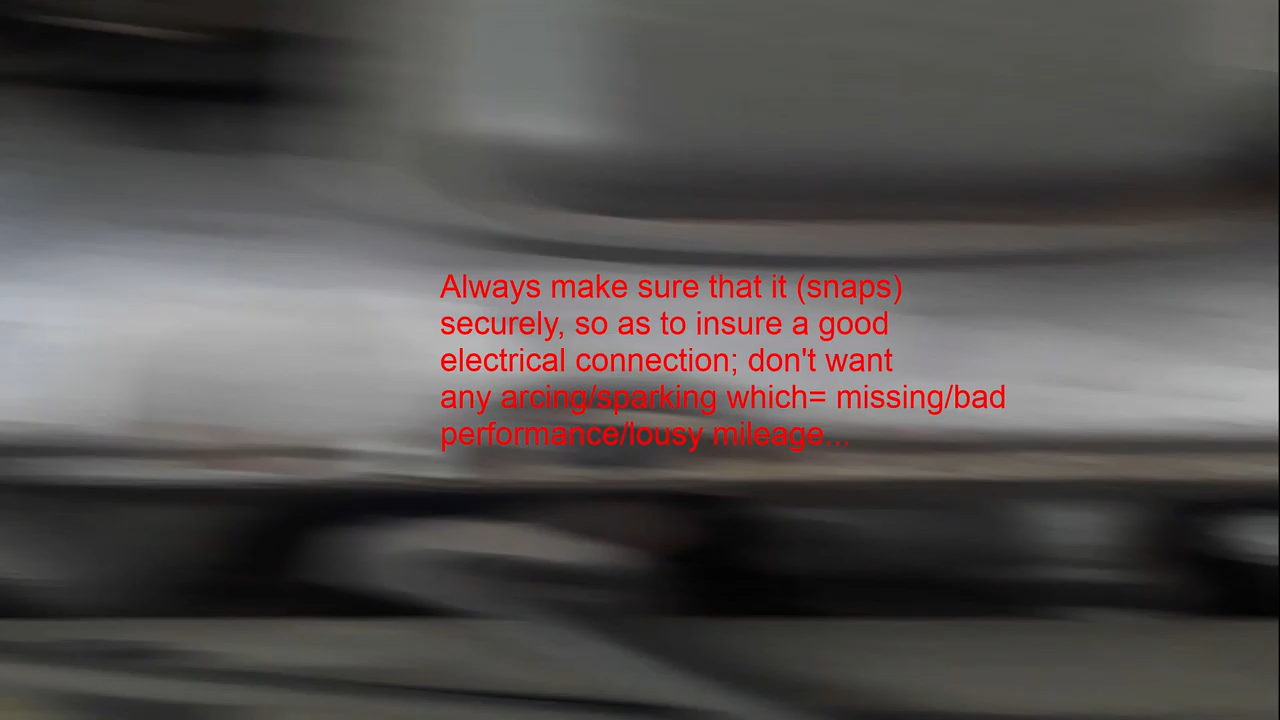 Always make sure that it (snaps)
securely, so as to insure a good
electrical connection; don't want
any arcing/sparking which= missing/bad
performance/lousy mileage...